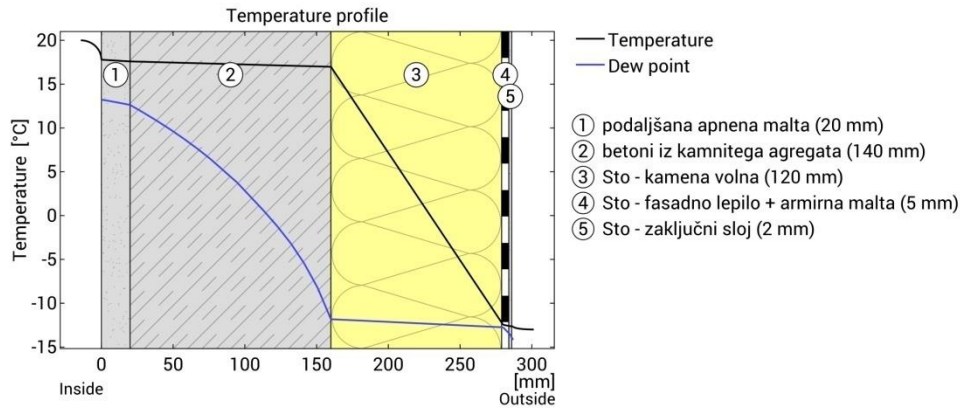 Temperature profile
20
15
10
5
0
-5
-10
-15
Temperature [°C]
1
2
3
4
5
0
50
100
150
200
250
300
[mm]
Inside
Outside
Temperature
Dew point
1 podaljšana apnena malta (20 mm)
2 betoni iz kamnitega agregata (140 mm)
3 Sto - kamena volna (120 mm)
4 Sto - fasadno lepilo + armirna malta (5 mm)
5 Sto - zaključni sloj (2 mm)